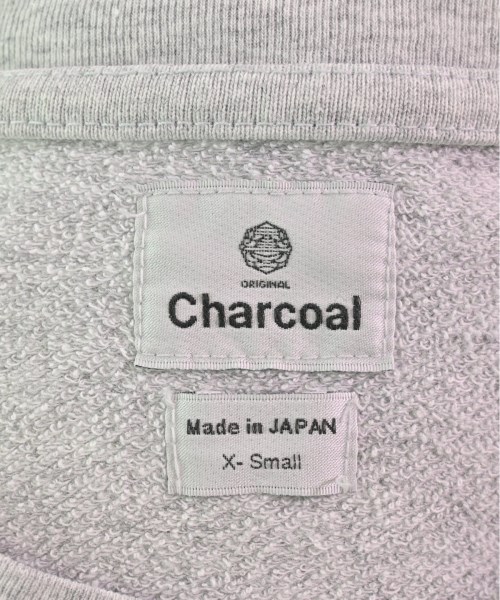 ORIGINAL
Charcoal
Made in JAPAN
X- Small